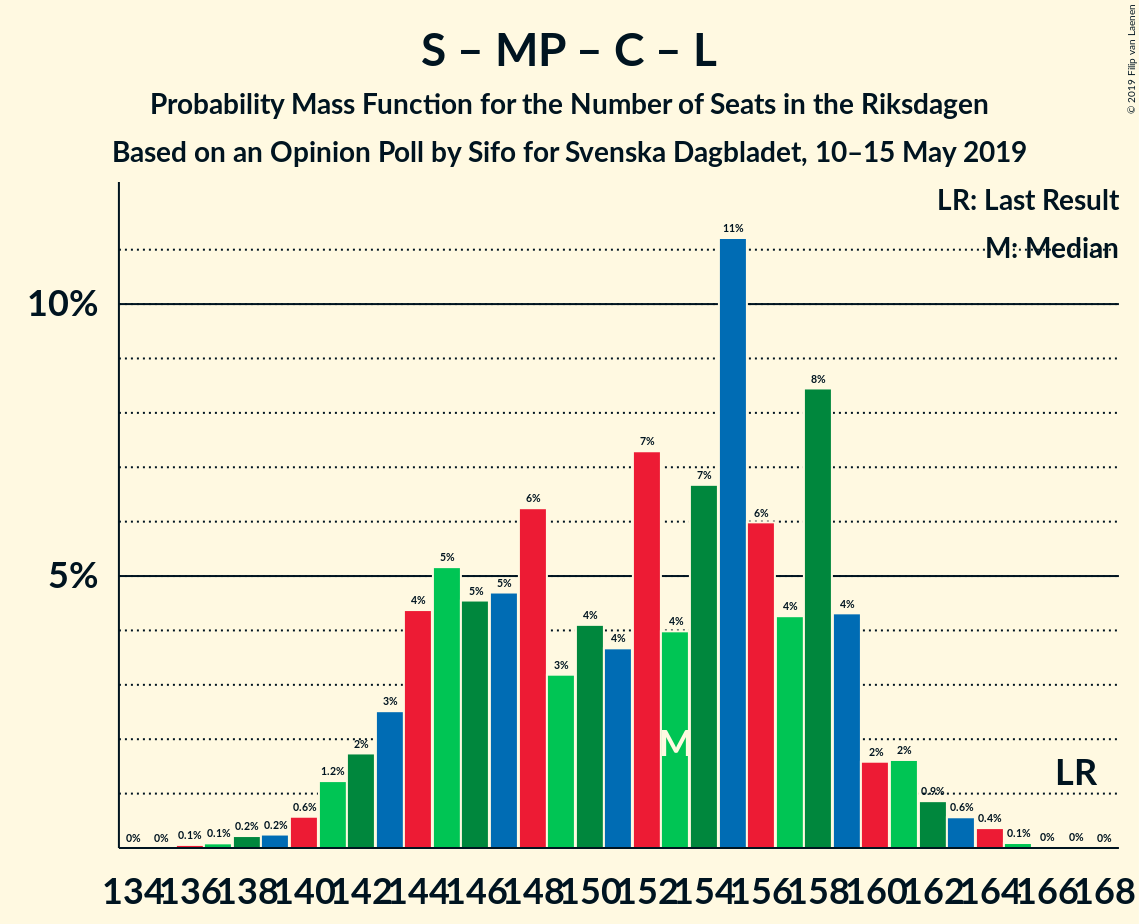 S – MP – C – L
Probability Mass Function for the Number of Seats in the Riksdagen
Based on an Opinion Poll by Sifo for Svenska Dagbladet, 10–15 May 2019
© 2019 Filip van Laenen
LR: Last Result
M: Median
10%
5%
0% 0% 0.1% 0.1% 0.2% 0.2% 0.6% 1.2% 2% 3% 4% 5% 5% 5% 6% 3% 4% 4% 7% 4% 7% 11% 6% 4% 8% 4% 2% 2% 0.9% 0.6% 0.4% 0.1% 0% 0% 0%
M
LR
134 136 138 140 142 144 146 148 150 152 154 156 158 160 162 164 166 168